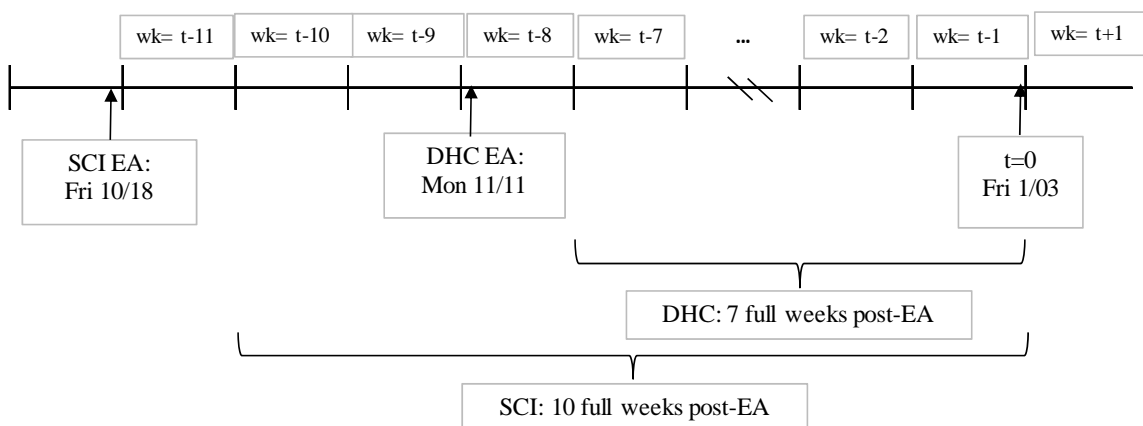 wk= t-11
wk= t-10
wk= t-9
wk= t-8
wk= t-7
...
wk= t-2
wk= t-1
wk= t+1
SCI EA:
Fri 10/18
DHC EA:
Mon 11/11
t=0
Fri 1/03
DHC: 7 full weeks post-EA
SCI: 10 full weeks post-EA